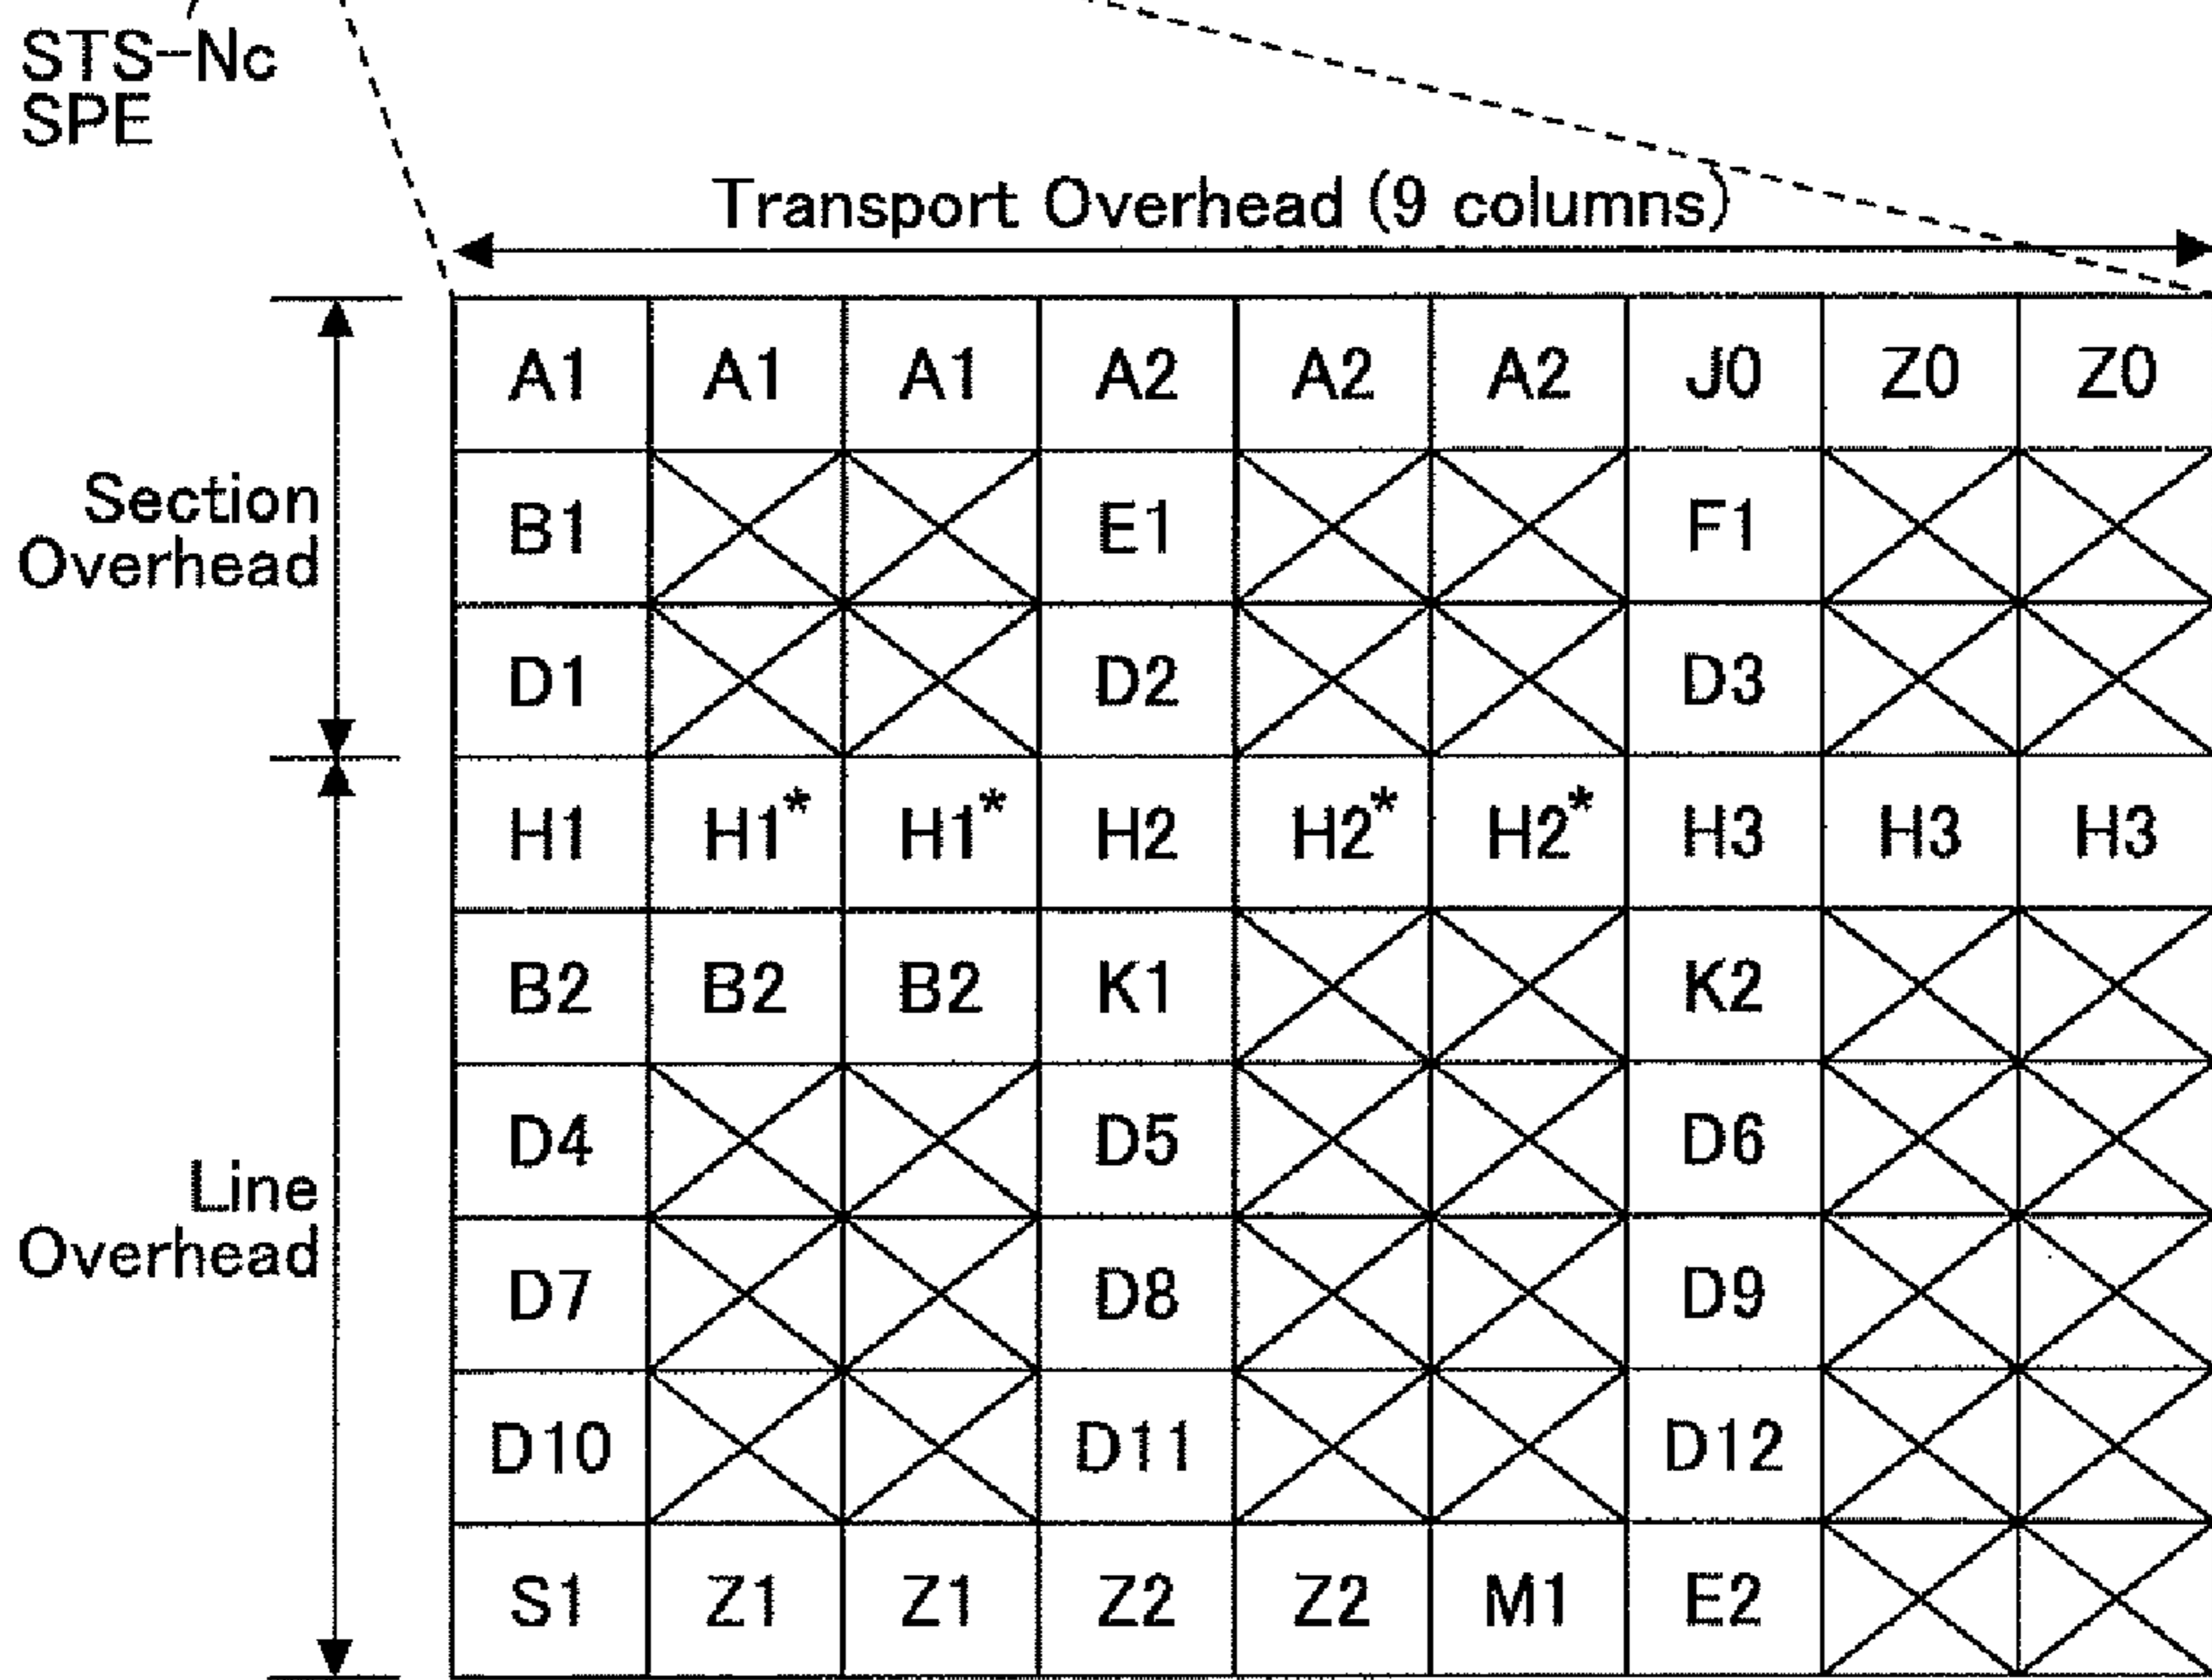 STS-Nc
SPE
Transport Overhead (9 columns)
A1 A1 A1 A2 A2 A2 J0 Z0 Z0
Section
Overhead
B1 E1 F1
D1 D2 D3
H1 H1* H1* H2 H2* H2* H3 H3 H3
B2 B2 B2 K1 K2
Line
Overhead
D4 D5 D6
D7 D8 D9
D10 D11 D12
S1 Z1 Z1 Z2 Z2 M1 E2